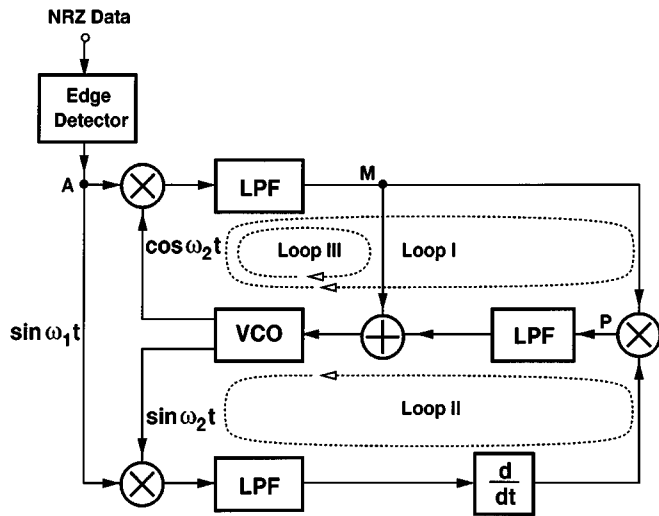 NRZ Data
Edge
Detector
A
LPF
M
cos ω₂t
Loop III
Loop I
sin ω₁t
VCO
+
LPF
P
sin ω₂t
Loop II
LPF
d
dt